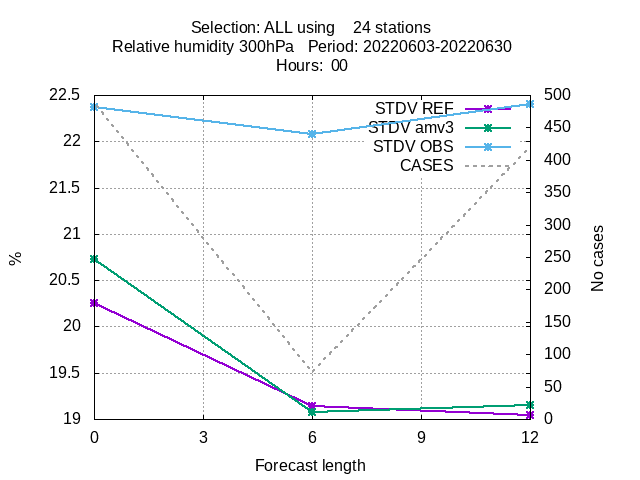 Selection: ALL using    24 stations
Relative humidity 300hPa   Period: 20220603-20220630
Hours:  00
22.5
22
21.5
21
20.5
20
19.5
19
%
500
450
400
350
300
250
200
150
100
50
0
No cases
STDV REF
STDV amv3
STDV OBS
CASES
0 3 6 9 12
Forecast length